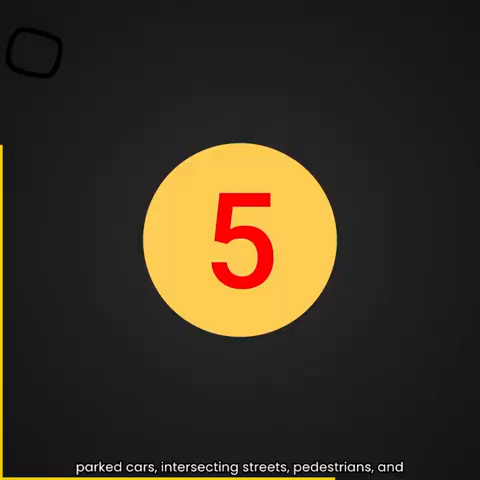 5
parked cars, intersecting streets, pedestrians, and